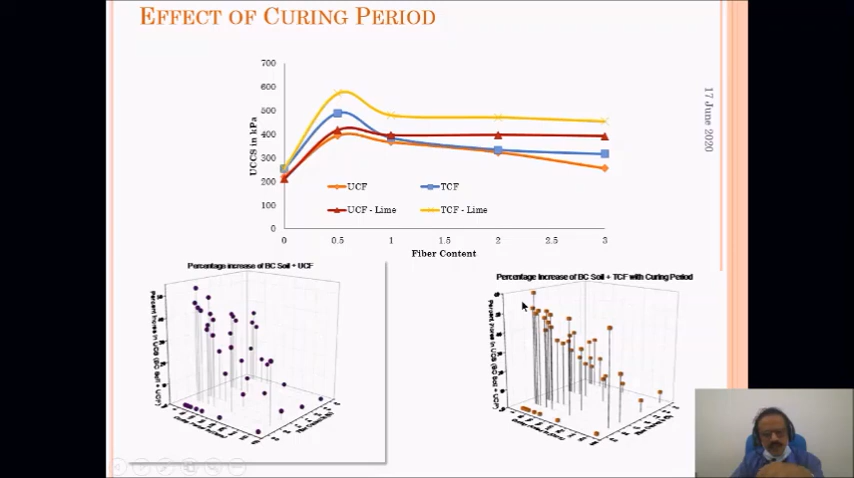 EFFECT OF CURING PERIOD
17 June 2020
700
600
500
400
300
200
100
0
UCCS in kPa
UCF
TCF
UCF - Lime
TCF - Lime
0 0.5 1 1.5 2 2.5 3
Fiber Content
Percentage increase of BC Soil + UCF
Percentage Increase of BC Soil + TCF with Curing Period